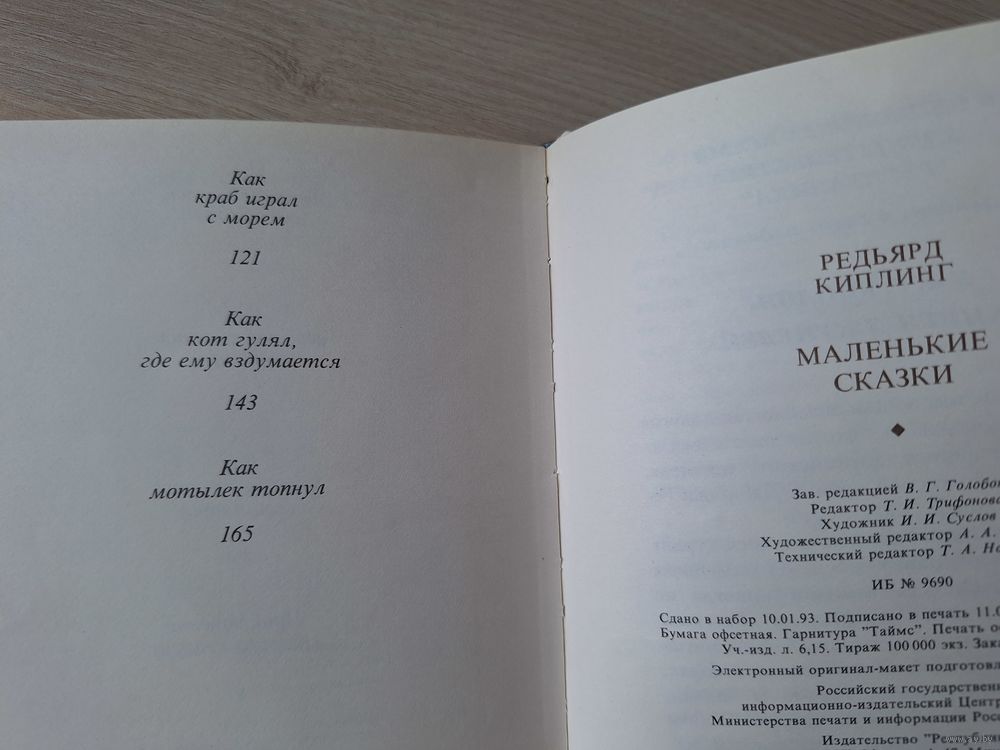 Как
краб играл
с морем
121
Как
кот гулял,
где ему вздумается
143
Как
мотылек топнул
165
РЕДЬЯРД
КИПЛИНГ
МАЛЕНЬКИЕ
СКАЗКИ
Зав. редакцией В. Г.
Редактор Т. И. Трифонова
Художник И. И. Суслов
Художественный редактор А. А.
Технический редактор Т. А.
ИБ № 9690
Сдано в набор 10.01.93. Подписано в печать
Бумага офсетная. Гарнитура "Таймс". Печать
Уч.-изд. л. 6,15. Тираж 100 000 экз.
Электронный оригинал-макет
Российский
информационно-издательский
Министерства печати и информации
Издательство